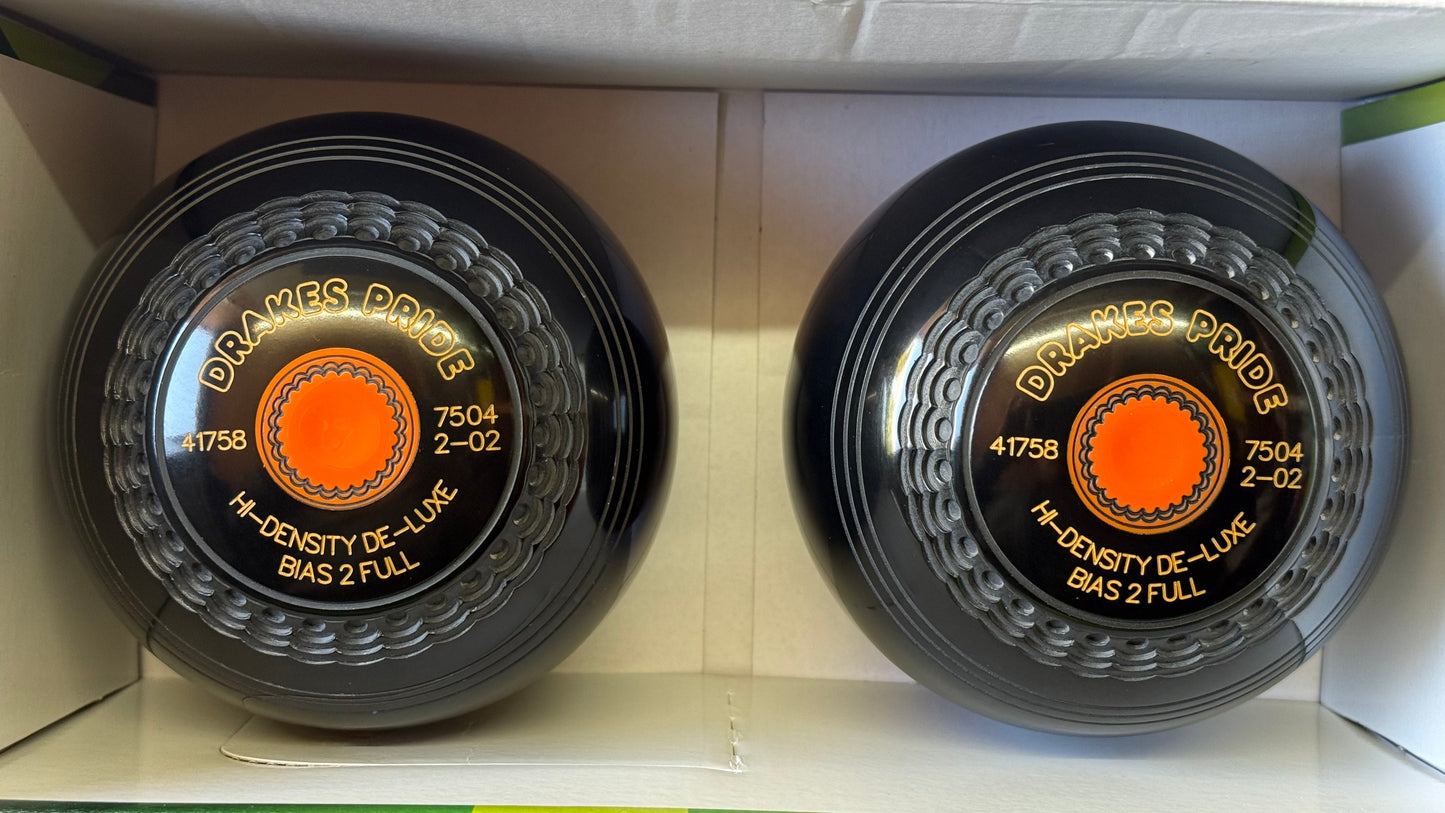 DRAKES PRIDE
41758
7504
2-02
HI-DENSITY DE-LUXE
BIAS 2 FULL
DRAKES PRIDE
41758
7504
2-02
HI-DENSITY DE-LUXE
BIAS 2 FULL